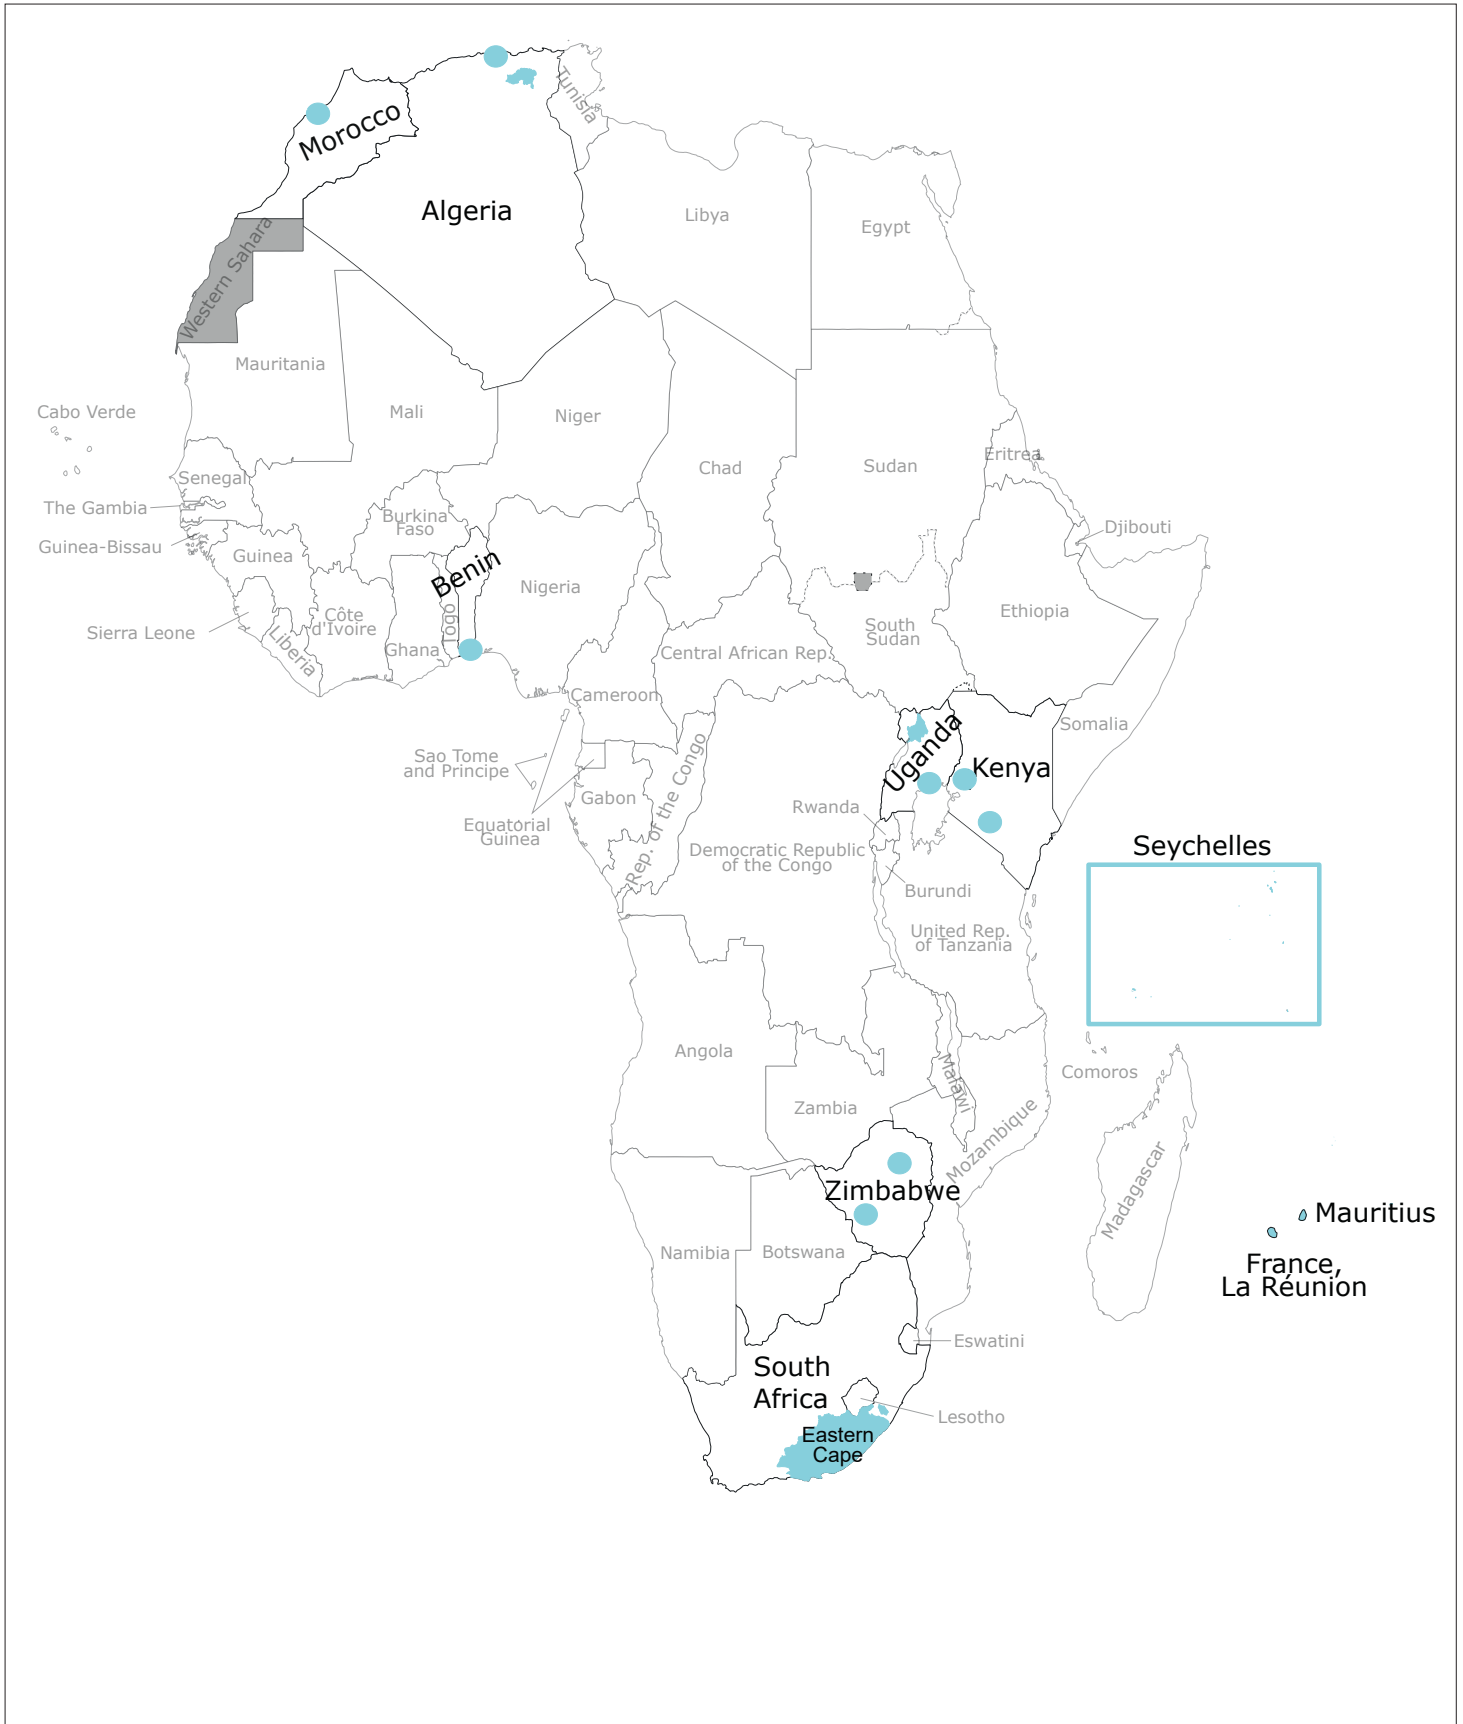 Tunisia
Morocco
Algeria
Libya
Egypt
Western Sahara
Mauritania
Mali
Niger
Cabo Verde
Chad
Sudan
Eritrea
Senegal
The Gambia
Burkina
Faso
Djibouti
Guinea-Bissau
Guinea
Benin
Nigeria
Ethiopia
Côte
d'Ivoire
Togo
South
Sudan
Sierra Leone
Liberia
Ghana
Central African Rep.
Cameroon
Somalia
Uganda
Kenya
Sao Tome
and Principe
Gabon
Rep. of the Congo
Rwanda
Equatorial
Guinea
Democratic Republic
of the Congo
Seychelles
Burundi
United Rep.
of Tanzania
Angola
Malawi
Comoros
Zambia
Mozambique
Madagascar
Zimbabwe
Mauritius
Namibia
Botswana
France,
La Réunion
Eswatini
South
Africa
Lesotho
Eastern
Cape